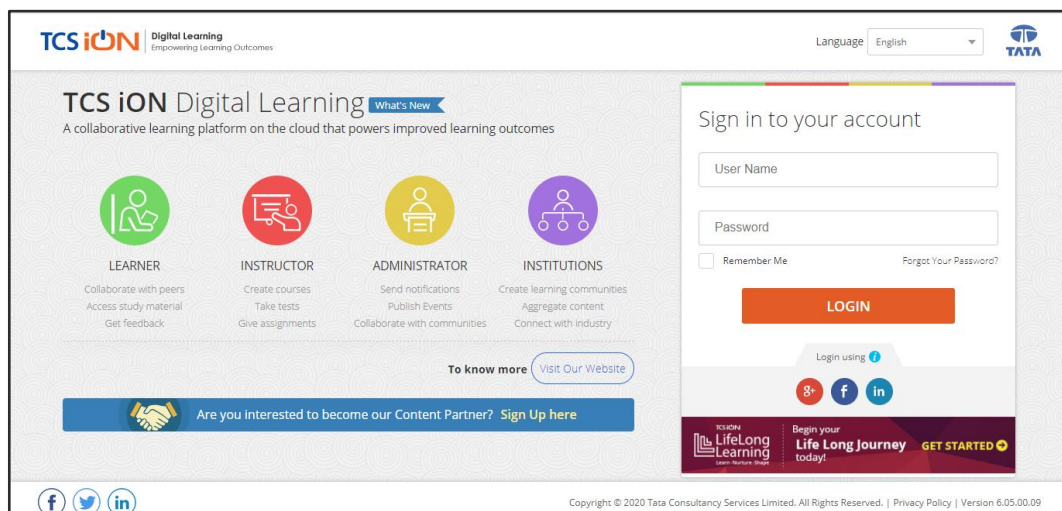 TCS iON Digital Learning
Empowering Learning Outcomes
Language English
TATA
TCS iON Digital Learning What's New
A collaborative learning platform on the cloud that powers improved learning outcomes
LEARNER
Collaborate with peers
Access study material
Get feedback
INSTRUCTOR
Create courses
Take tests
Give assignments
ADMINISTRATOR
Send notifications
Publish Events
Collaborate with communities
INSTITUTIONS
Create learning communities
Aggregate content
Connect with industry
To know more Visit Our Website
Are you interested to become our Content Partner? Sign Up here
Sign in to your account
User Name
Password
Remember Me Forgot Your Password?
LOGIN
Login using i
8+ f in
TCS iON
LifeLong
Learning
Learn·Nurture·Shape
Begin your
Life Long Journey
today!
GET STARTED
f in
Copyright © 2020 Tata Consultancy Services Limited. All Rights Reserved. | Privacy Policy | Version 6.05.00.09